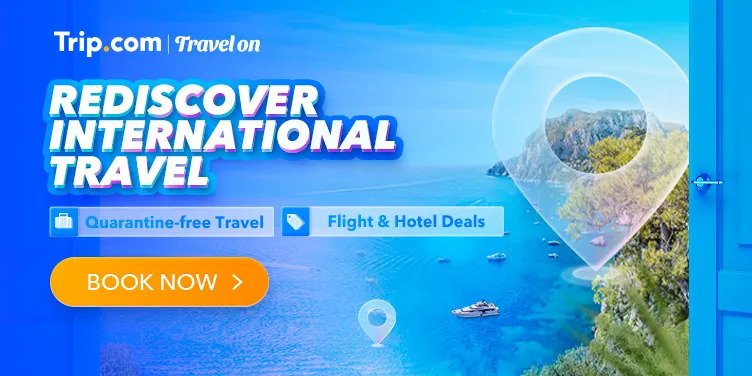 Trip.com | Travel on
REDISCOVER
INTERNATIONAL
TRAVEL
Quarantine-free Travel
Flight & Hotel Deals
BOOK NOW >